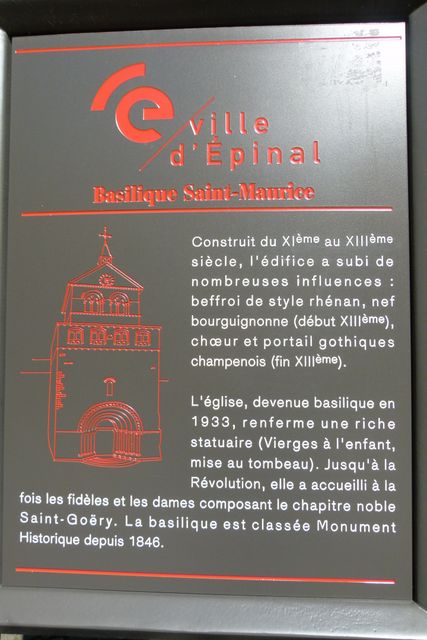 e
ville
d'Épinal
Basilique Saint-Maurice
Construit du XIème au XIIIème
siècle, l'édifice a subi de
nombreuses influences :
beffroi de style rhénan, nef
bourguignonne (début XIIIème),
chœur et portail gothiques
champenois (fin XIIIème).
L'église, devenue basilique en
1933, renferme une riche
statuaire (Vierges à l'enfant,
mise au tombeau). Jusqu'à la
Révolution, elle a accueilli à la
fois les fidèles et les dames composant le chapitre noble
Saint-Goëry. La basilique est classée Monument
Historique depuis 1846.